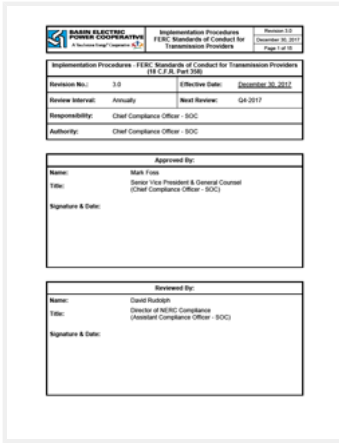 BASIN ELECTRIC
POWER COOPERATIVE
A Touchstone Energy® Cooperative
Implementation Procedures
FERC Standards of Conduct for
Transmission Providers
Revision 3.0
December 30, 2017
Page 1 of 15
Implementation Procedures - FERC Standards of Conduct for Transmission Providers
(18 C.F.R. Part 358)
Revision No.: 3.0 Effective Date: December 30, 2017
Review Interval: Annually Next Review: Q4-2017
Responsibility: Chief Compliance Officer - SOC
Authority: Chief Compliance Officer - SOC
Approved By:
Name: Mark Foss
Title: Senior Vice President & General Counsel
(Chief Compliance Officer - SOC)
Signature & Date:
Reviewed By:
Name: David Rudolph
Title: Director of NERC Compliance
(Assistant Compliance Officer - SOC)
Signature & Date: